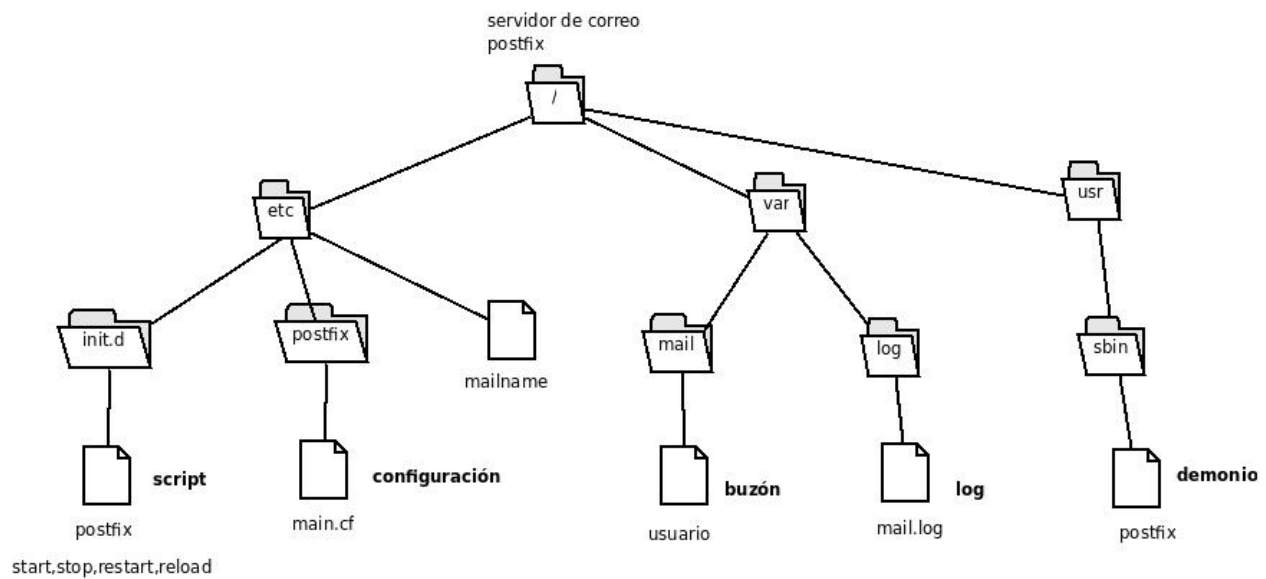 servidor de correo
postfix
/
etc
var
usr
init.d
postfix
mailname
mail
log
sbin
script
postfix
start,stop,restart,reload
configuración
main.cf
buzón
usuario
log
mail.log
demonio
postfix